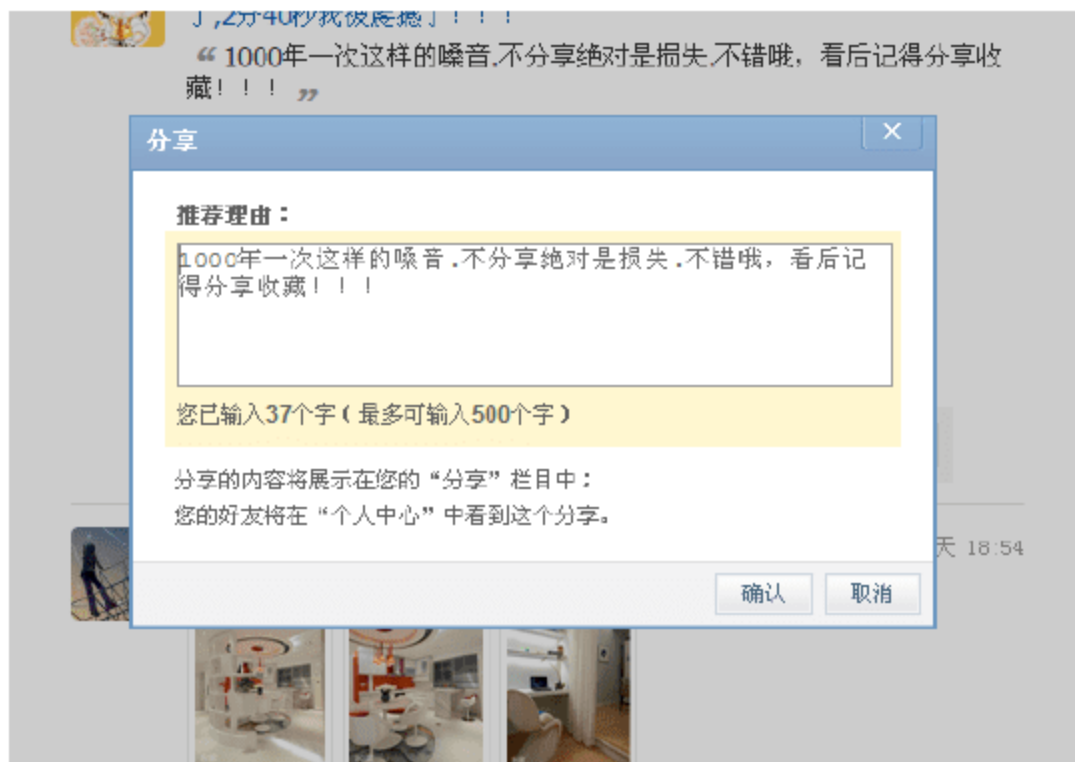 了,2分40秒我被震撼了！！！
“ 1000年一次这样的嗓音.不分享绝对是损失.不错哦，看后记得分享收
藏！！！ ”
分享
推荐理由：
1000年一次这样的嗓音.不分享绝对是损失.不错哦，看后记
得分享收藏！！！
您已输入37个字（最多可输入500个字）
分享的内容将展示在您的“分享”栏目中：
您的好友将在“个人中心”中看到这个分享。
天 18:54
确认 取消